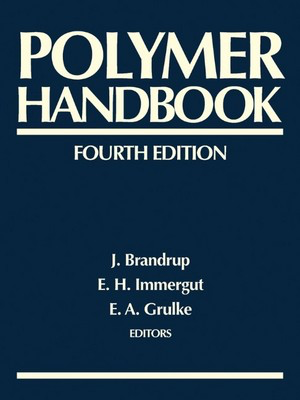 POLYMER
HANDBOOK
FOURTH EDITION
J. Brandrup
E. H. Immergut
E. A. Grulke
EDITORS